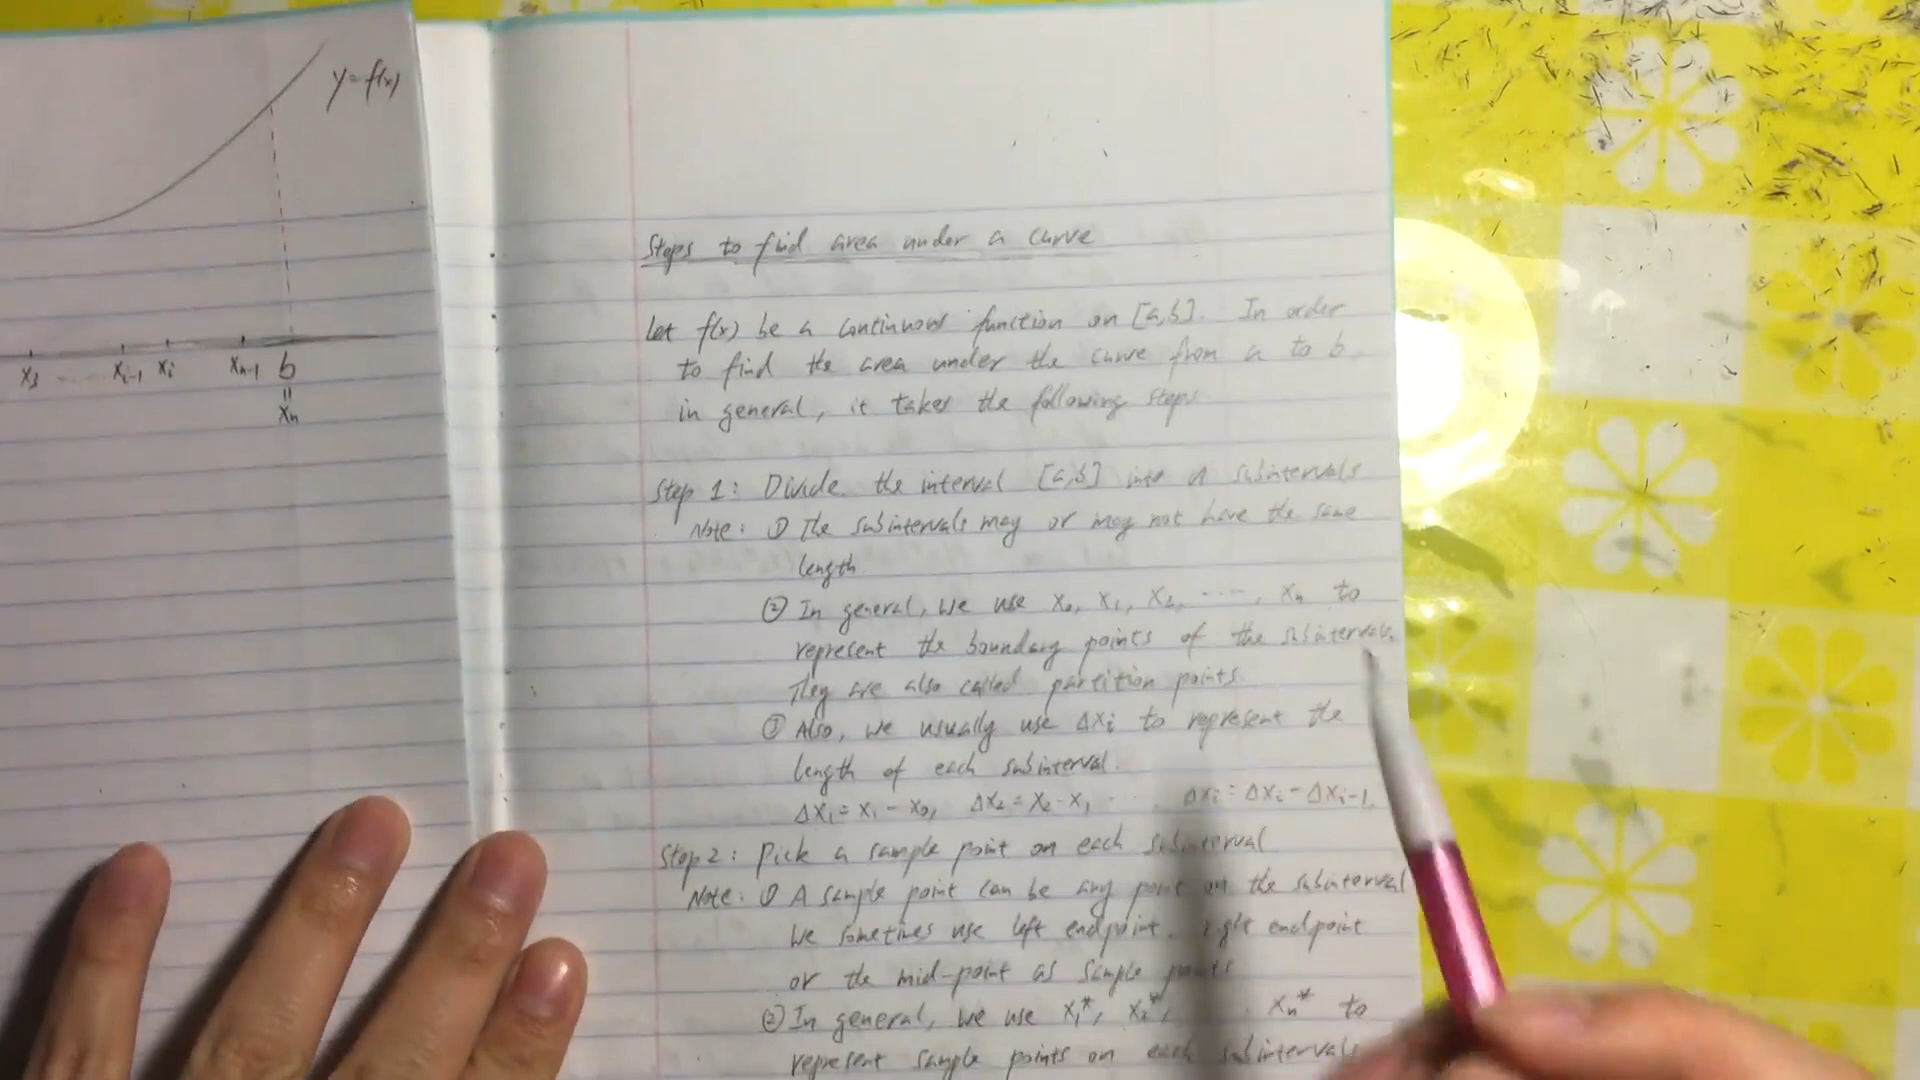 y=f(x)
x3 ...... xi-1 xi xn-1 b
=
xn
Steps to find area under a curve
Let f(x) be a continuous function on [a,b]. In order
to find the area under the curve from a to b
in general, it takes the following steps
Step 1: Divide the interval [a,b] into n subintervals
Note: ① The subintervals may or may not have the same
length
② In general, we use x0, x1, x2, ....., xn to
represent the boundary points of the subintervals.
They are also called partition points.
③ Also, we usually use Δxi to represent the
length of each subinterval.
Δx1 = x1 - x0, Δx2 = x2 - x1 ... Δxi = Δxi - Δxi-1.
Step 2: Pick a sample point on each subinterval
Note: ① A sample point can be any point on the subinterval
We sometimes use left endpoint, right endpoint
or the mid-point as sample points
② In general, we use x1*, x2*, ... xn* to
represent sample points on each subintervals